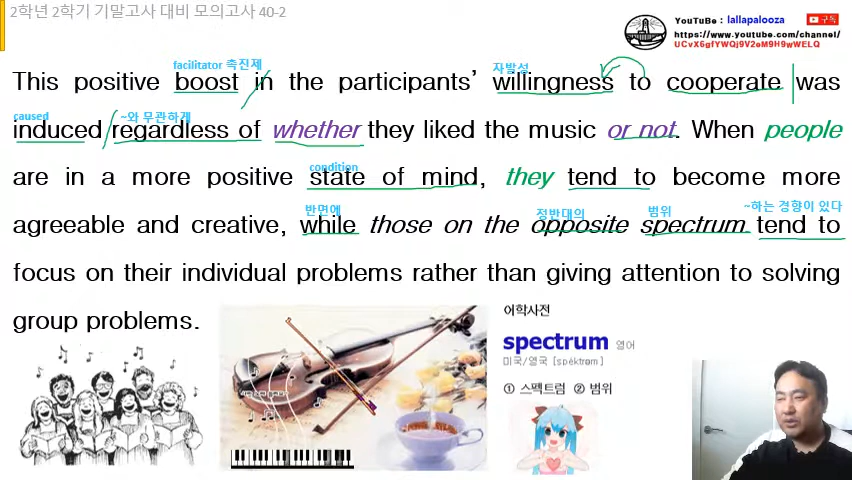 2학년 2학기 기말고사 대비 모의고사 40-2
YouTuBe : lallapalooza
구독
https://www.youtube.com/channel/
UCvX6gfYWQj9V2eM9H9wWELQ
facilitator 촉진제
자발성
This positive boost in the participants' willingness to cooperate was
caused
~와 무관하게
induced regardless of whether they liked the music or not. When people
condition
are in a more positive state of mind, they tend to become more
반면에
정반대의
범위
~하는 경향이 있다
agreeable and creative, while those on the opposite spectrum tend to
focus on their individual problems rather than giving attention to solving
group problems.
어학사전
spectrum 영어
미국/영국 [spéktrəm]
① 스펙트럼 ② 범위